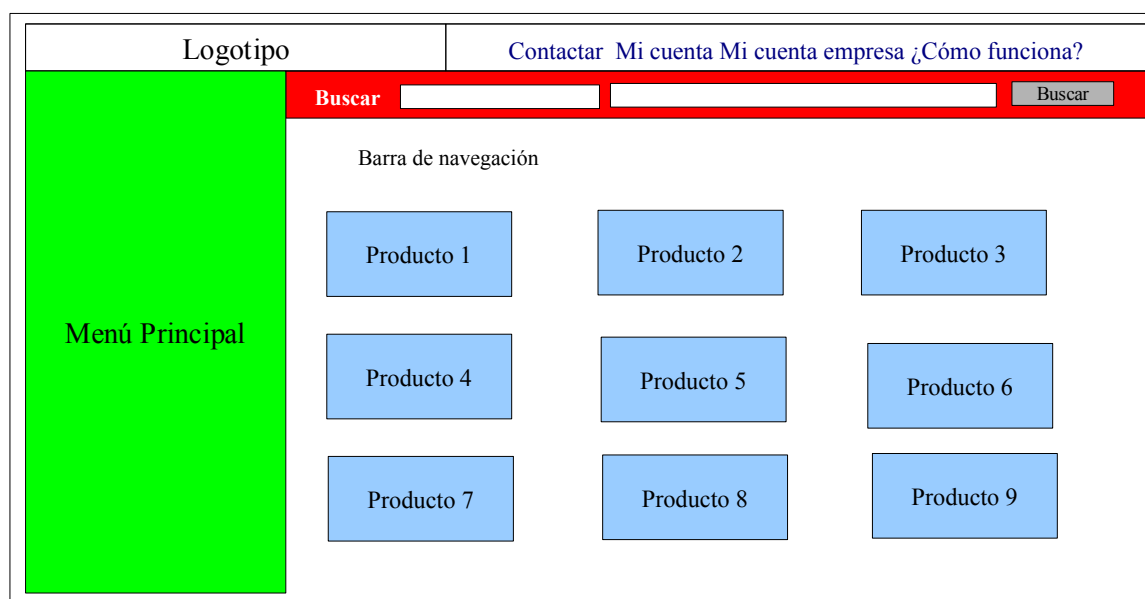 Logotipo
Contactar Mi cuenta Mi cuenta empresa ¿Cómo funciona?
Buscar
Buscar
Barra de navegación
Producto 1
Producto 2
Producto 3
Menú Principal
Producto 4
Producto 5
Producto 6
Producto 7
Producto 8
Producto 9